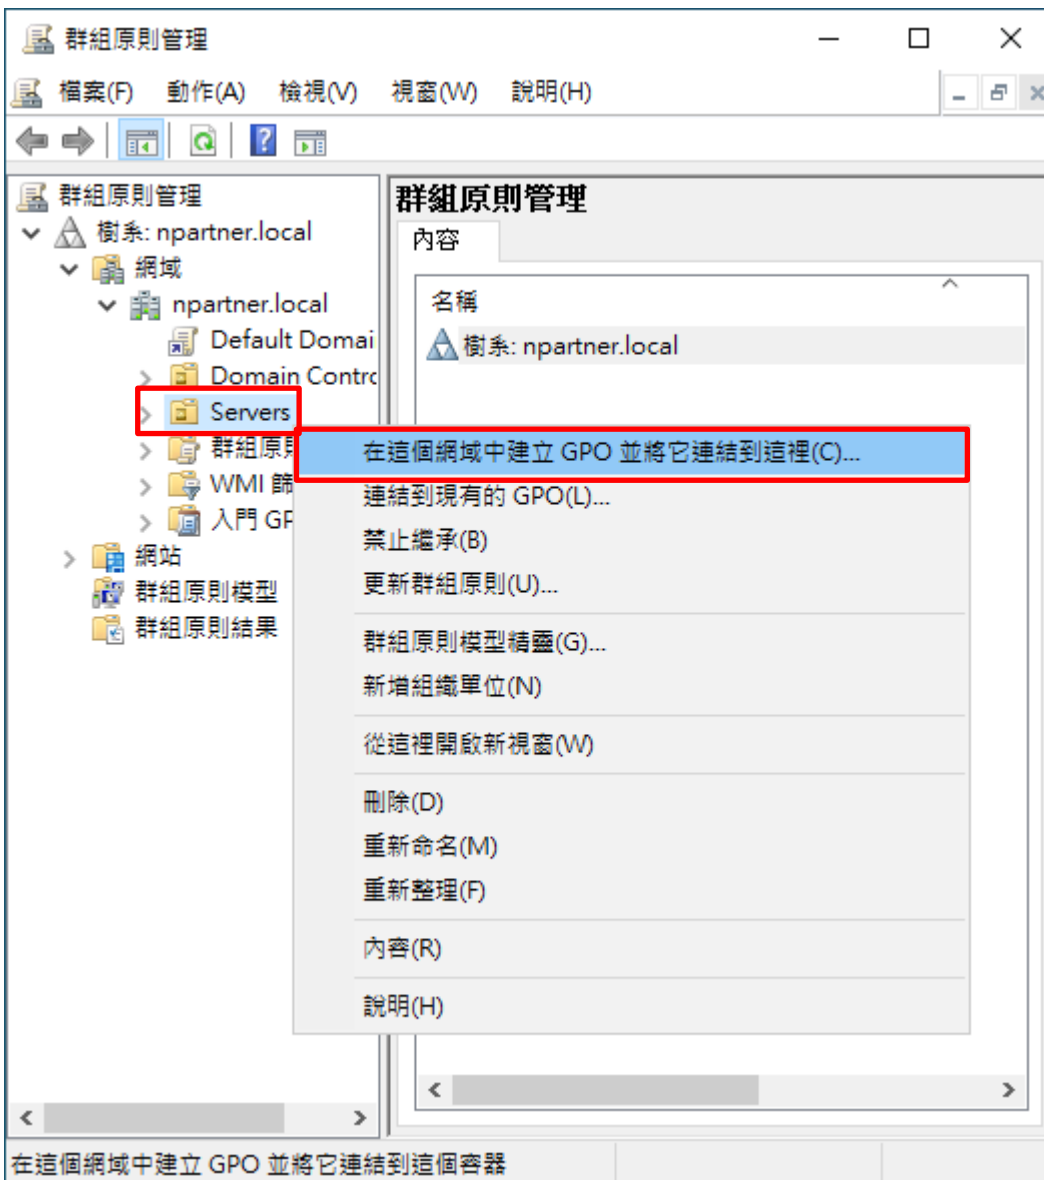 群組原則管理
檔案(F) 動作(A) 檢視(V) 視窗(W) 說明(H)
群組原則管理
樹系: npartner.local
網域
npartner.local
Default Domai
Domain Contrc
Servers
群組原則
WMI 篩
入門 GP
網站
群組原則模型
群組原則結果
群組原則管理
內容
名稱
樹系: npartner.local
在這個網域中建立 GPO 並將它連結到這裡(C)...
連結到現有的 GPO(L)...
禁止繼承(B)
更新群組原則(U)...
群組原則模型精靈(G)...
新增組織單位(N)
從這裡開啟新視窗(W)
刪除(D)
重新命名(M)
重新整理(F)
內容(R)
說明(H)
在這個網域中建立 GPO 並將它連結到這個容器